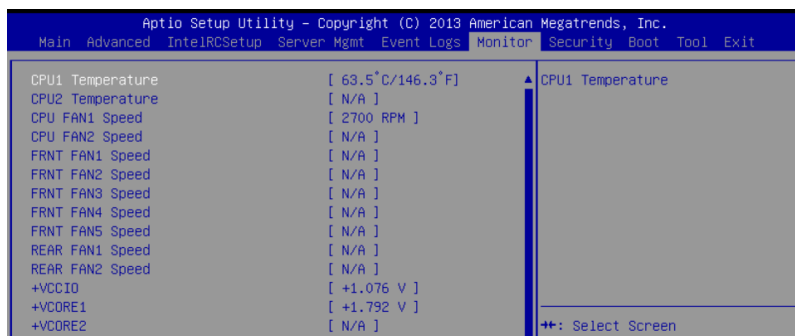 Aptio Setup Utility – Copyright (C) 2013 American Megatrends, Inc.
Main Advanced IntelRCSetup Server Mgmt Event Logs Monitor Security Boot Tool Exit
CPU1 Temperature [ 63.5°C/146.3°F] ▲ CPU1 Temperature
CPU2 Temperature [ N/A ]
CPU FAN1 Speed [ 2700 RPM ]
CPU FAN2 Speed [ N/A ]
FRNT FAN1 Speed [ N/A ]
FRNT FAN2 Speed [ N/A ]
FRNT FAN3 Speed [ N/A ]
FRNT FAN4 Speed [ N/A ]
FRNT FAN5 Speed [ N/A ]
REAR FAN1 Speed [ N/A ]
REAR FAN2 Speed [ N/A ]
+VCCIO [ +1.076 V ]
+VCORE1 [ +1.792 V ]
+VCORE2 [ N/A ] →←: Select Screen